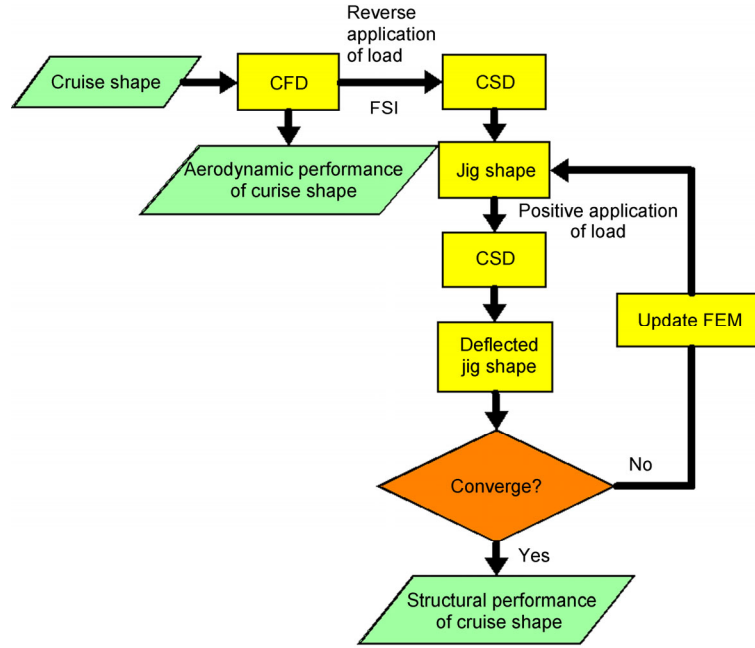 Reverse
application
of load
Cruise shape
CFD
CSD
FSI
Aerodynamic performance
of curise shape
Jig shape
Positive application
of load
CSD
Update FEM
Deflected
jig shape
No
Converge?
Yes
Structural performance
of cruise shape